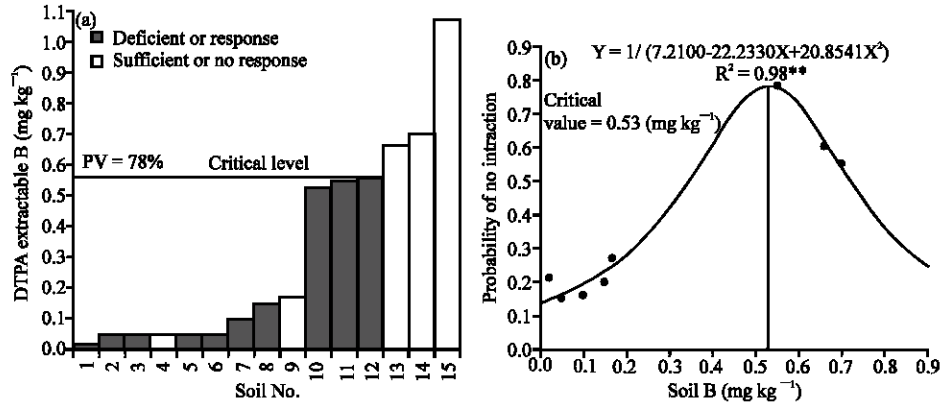 (a)
Deficient or response
Sufficient or no response
PV = 78%
Critical level
DTPA extractable B (mg kg⁻¹)
1.1
1.0
0.9
0.8
0.7
0.6
0.5
0.4
0.3
0.2
0.1
0.0
1 2 3 4 5 6 7 8 9 10 11 12 13 14 15
Soil No.
(b)
Y = 1/ (7.2100-22.2330X+20.8541X²)
R² = 0.98**
Critical
value = 0.53 (mg kg⁻¹)
Probability of no intraction
0.9
0.8
0.7
0.6
0.5
0.4
0.3
0.2
0.1
0.0
0.0 0.1 0.2 0.3 0.4 0.5 0.6 0.7 0.8 0.9
Soil B (mg kg⁻¹)